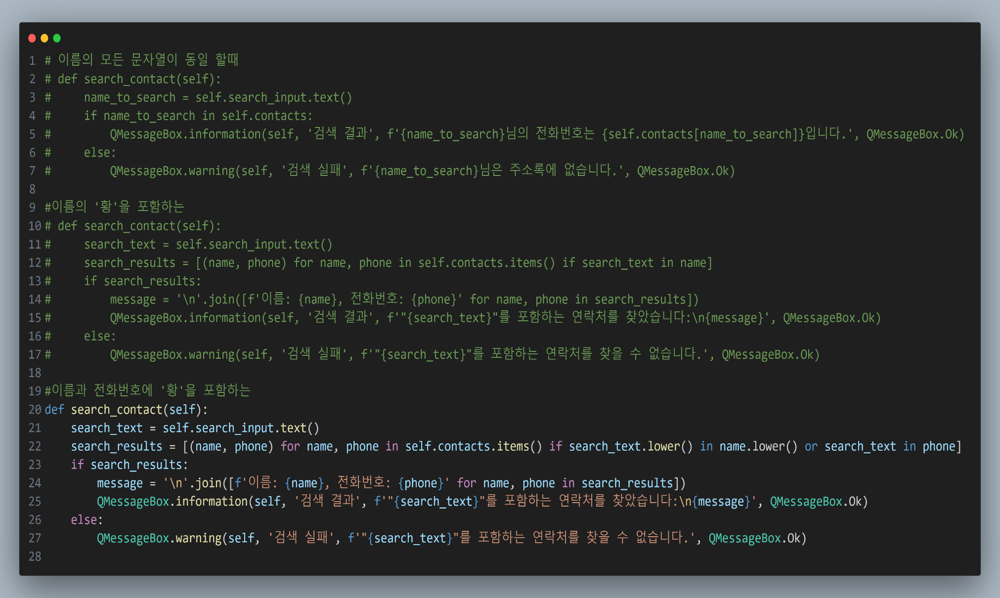 1 # 이름의 모든 문자열이 동일 할때
2 # def search_contact(self):
3 #     name_to_search = self.search_input.text()
4 #     if name_to_search in self.contacts:
5 #         QMessageBox.information(self, '검색 결과', f'{name_to_search}님의 전화번호는 {self.contacts[name_to_search]}입니다.', QMessageBox.Ok)
6 #     else:
7 #         QMessageBox.warning(self, '검색 실패', f'{name_to_search}님은 주소록에 없습니다.', QMessageBox.Ok)
8
9 #이름의 '황'을 포함하는
10 # def search_contact(self):
11 #     search_text = self.search_input.text()
12 #     search_results = [(name, phone) for name, phone in self.contacts.items() if search_text in name]
13 #     if search_results:
14 #         message = '\n'.join([f'이름: {name}, 전화번호: {phone}' for name, phone in search_results])
15 #         QMessageBox.information(self, '검색 결과', f'"{search_text}"를 포함하는 연락처를 찾았습니다:\n{message}', QMessageBox.Ok)
16 #     else:
17 #         QMessageBox.warning(self, '검색 실패', f'"{search_text}"를 포함하는 연락처를 찾을 수 없습니다.', QMessageBox.Ok)
18
19 #이름과 전화번호에 '황'을 포함하는
20 def search_contact(self):
21     search_text = self.search_input.text()
22     search_results = [(name, phone) for name, phone in self.contacts.items() if search_text.lower() in name.lower() or search_text in phone]
23     if search_results:
24         message = '\n'.join([f'이름: {name}, 전화번호: {phone}' for name, phone in search_results])
25         QMessageBox.information(self, '검색 결과', f'"{search_text}"를 포함하는 연락처를 찾았습니다:\n{message}', QMessageBox.Ok)
26     else:
27         QMessageBox.warning(self, '검색 실패', f'"{search_text}"를 포함하는 연락처를 찾을 수 없습니다.', QMessageBox.Ok)
28